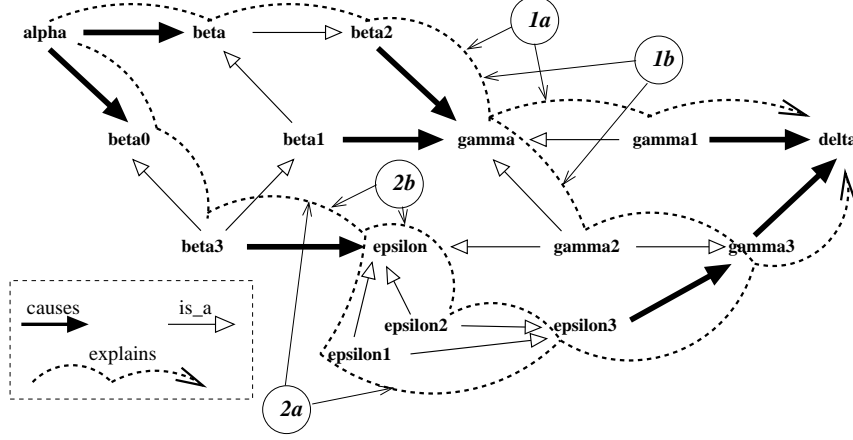 1a
alpha beta beta2
1b
beta0 beta1 gamma gamma1 delta
2b
beta3 epsilon gamma2 gamma3
causes is_a
epsilon2 epsilon3
explains epsilon1
2a